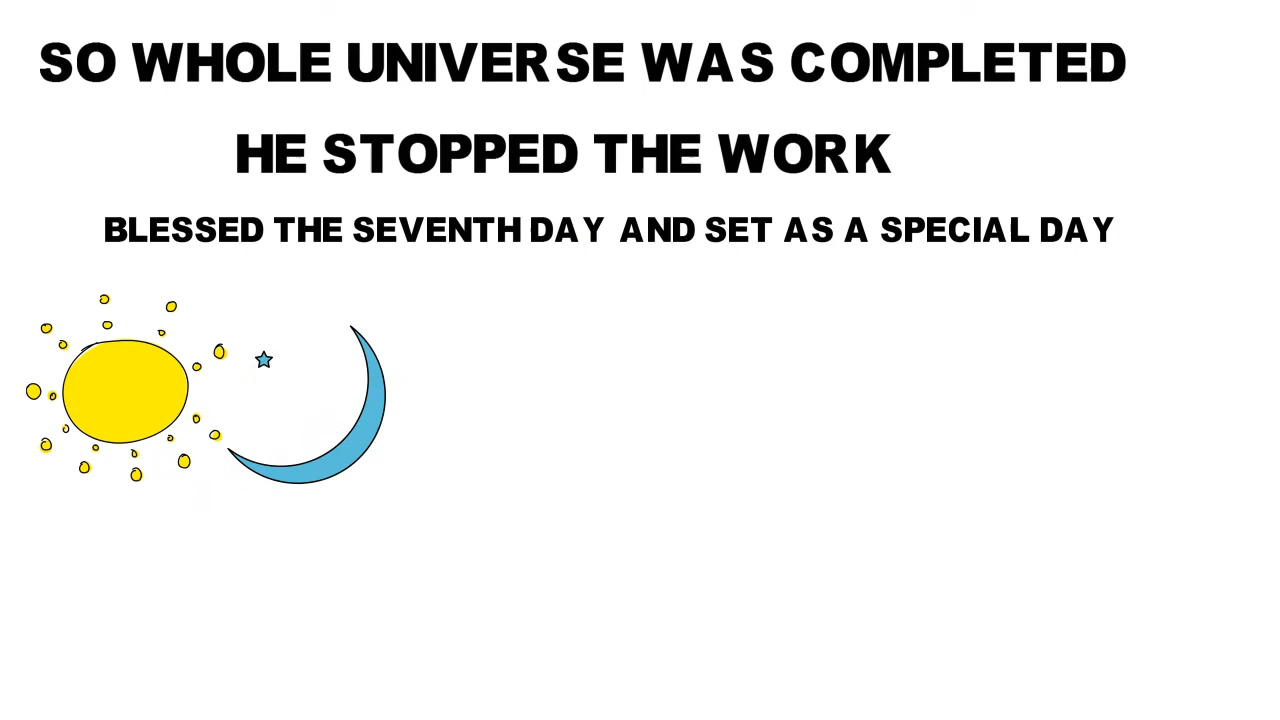 SO WHOLE UNIVERSE WAS COMPLETED
HE STOPPED THE WORK
BLESSED THE SEVENTH DAY AND SET AS A SPECIAL DAY